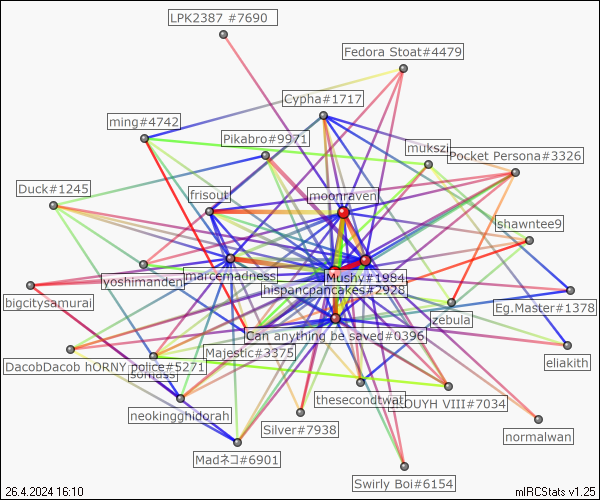 LPK2387 #7690
Fedora Stoat#4479
Cypha#1717
ming#4742
Pikabro#9971
mukszi
Pocket Persona#3326
Duck#1245
frisout
moonraven
shawntee9
yoshimanden
marcemadness
Mushy#1984
hispancpancakes#2928
bigcitysamurai
Eg.Master#1378
zebula
Can anything be saved#0396
Majestic#3375
DacobDacob hORNY police#5271
eliakith
neokingghidorah
thesecondtwat
VIII#7034
Silver#7938
normalwan
Madネコ#6901
Swirly Boi#6154
26.4.2024 16:10
mIRCStats v1.25